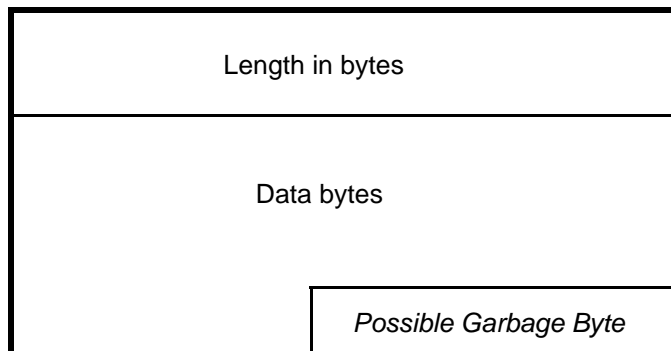 Length in bytes
Data bytes
Possible Garbage Byte